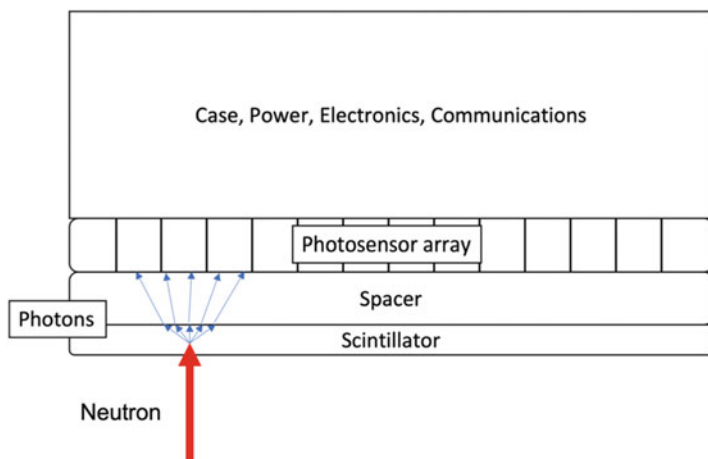 Case, Power, Electronics, Communications
Photosensor array
Spacer
Photons
Scintillator
Neutron